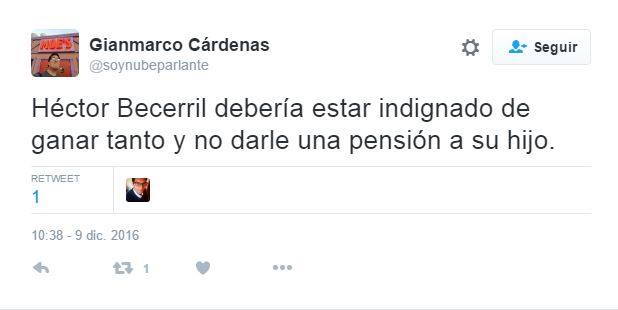 MOE'S
Gianmarco Cárdenas
@soynubeparlante
Seguir
Héctor Becerril debería estar indignado de
ganar tanto y no darle una pensión a su hijo.
RETWEET
1
10:38 - 9 dic. 2016
1